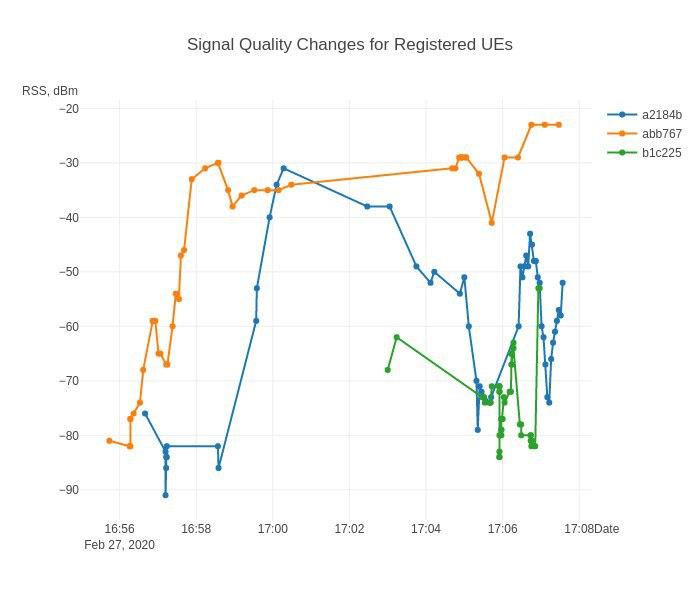 Signal Quality Changes for Registered UEs
RSS, dBm
−20
−30
−40
−50
−60
−70
−80
−90
a2184b
abb767
b1c225
16:56
16:58
17:00
17:02
17:04
17:06
17:08
Date
Feb 27, 2020